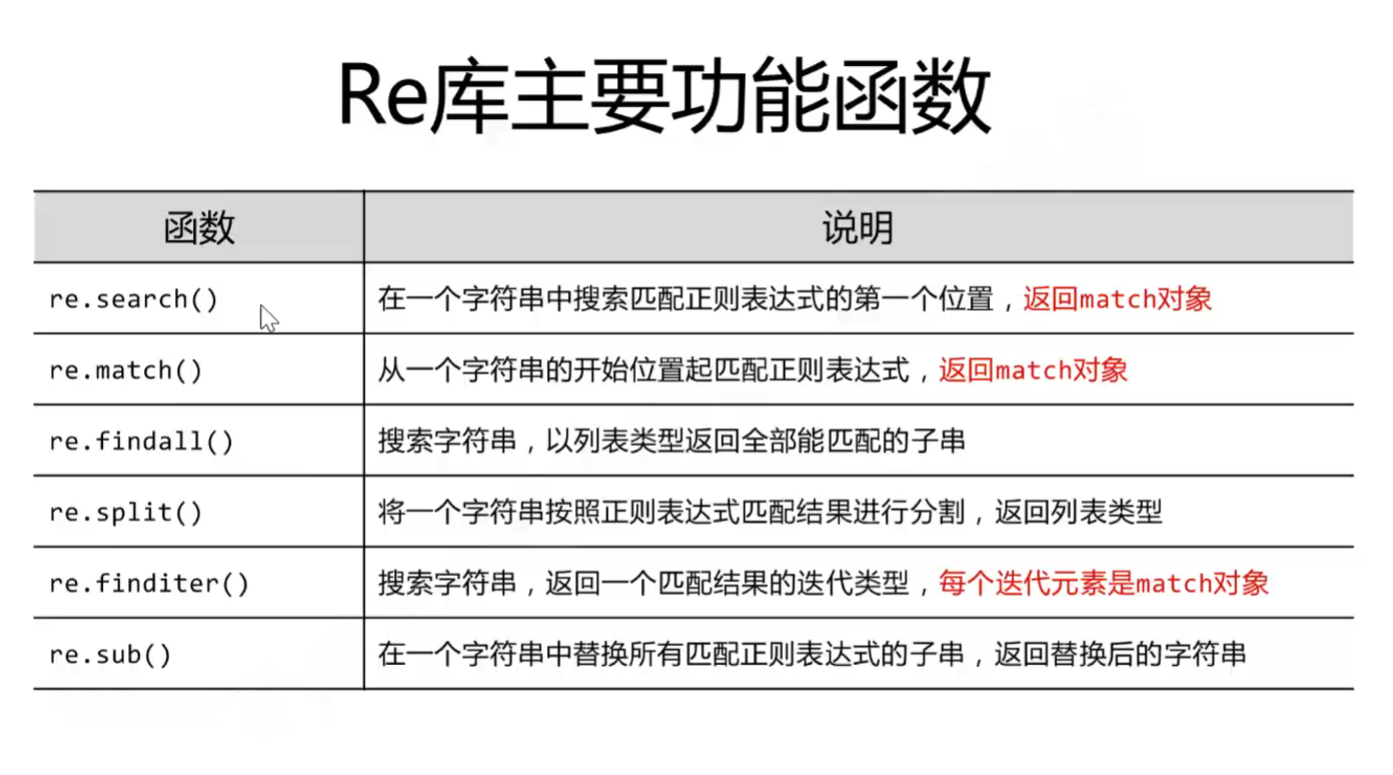 Re库主要功能函数
函数 说明
re.search() 在一个字符串中搜索匹配正则表达式的第一个位置，返回match对象
re.match() 从一个字符串的开始位置起匹配正则表达式，返回match对象
re.findall() 搜索字符串，以列表类型返回全部能匹配的子串
re.split() 将一个字符串按照正则表达式匹配结果进行分割，返回列表类型
re.finditer() 搜索字符串，返回一个匹配结果的迭代类型，每个迭代元素是match对象
re.sub() 在一个字符串中替换所有匹配正则表达式的子串，返回替换后的字符串